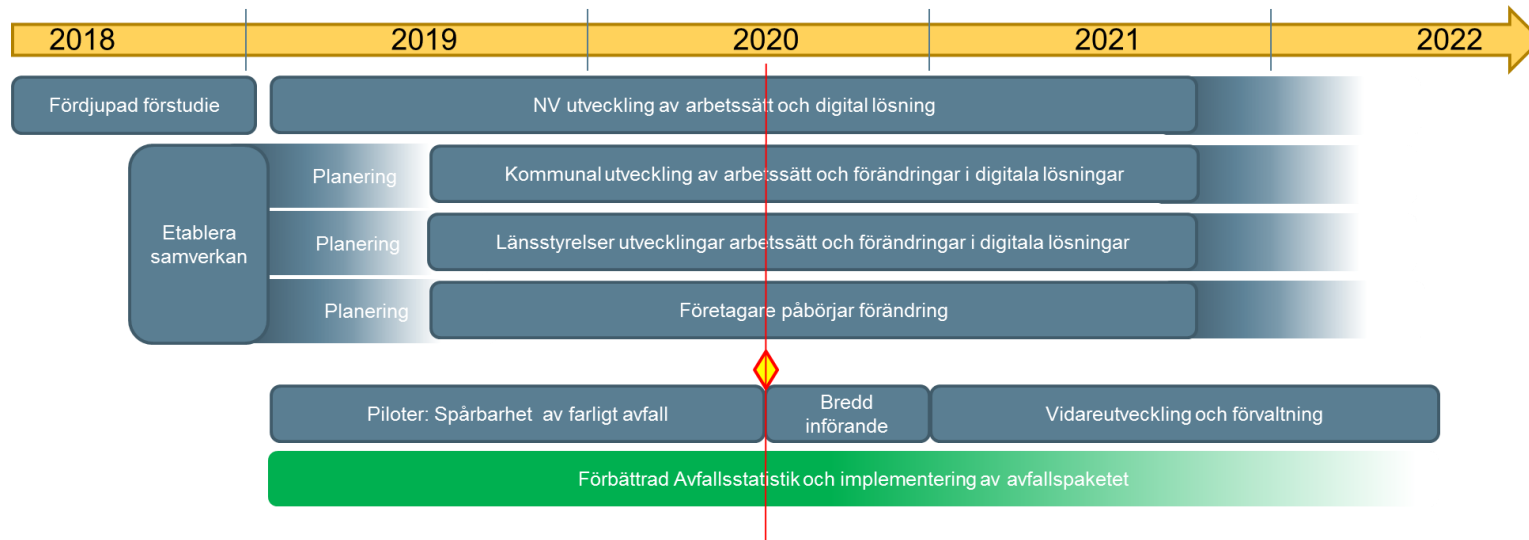 2018 2019 2020 2021 2022
Fördjupad förstudie
NV utveckling av arbetssätt och digital lösning
Etablera
samverkan
Planering
Kommunal utveckling av arbetssätt och förändringar i digitala lösningar
Planering
Länsstyrelser utvecklingar arbetssätt och förändringar i digitala lösningar
Planering
Företagare påbörjar förändring
Piloter: Spårbarhet av farligt avfall
Bredd
införande
Vidareutveckling och förvaltning
Förbättrad Avfallsstatistik och implementering av avfallspaketet